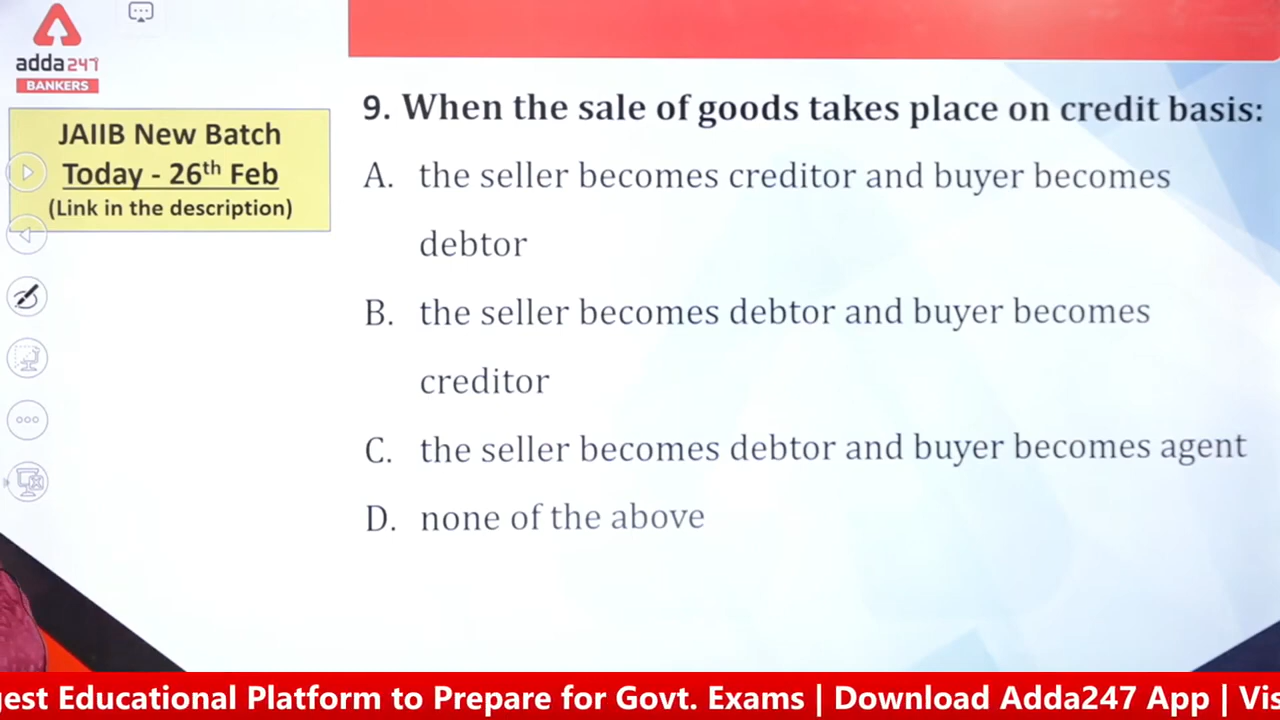 adda247
BANKERS
JAIIB New Batch
Today - 26th Feb
(Link in the description)
9. When the sale of goods takes place on credit basis:
A. the seller becomes creditor and buyer becomes
debtor
B. the seller becomes debtor and buyer becomes
creditor
C. the seller becomes debtor and buyer becomes agent
D. none of the above
Educational Platform to Prepare for Govt. Exams | Download Adda247 App |